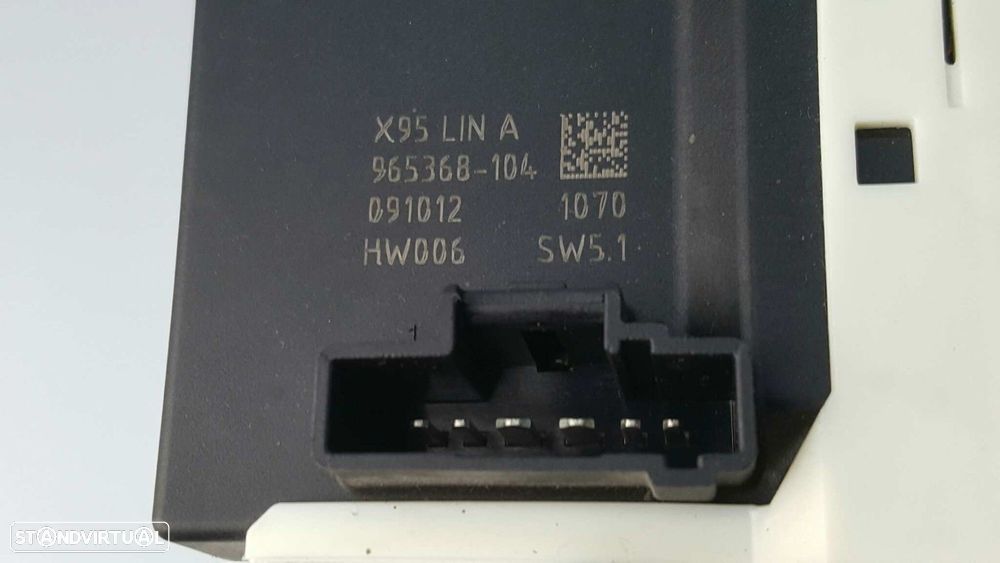 X95 LIN A
965368-104
091012 1070
HW006 SW5.1
1
STANDVIRTUAL